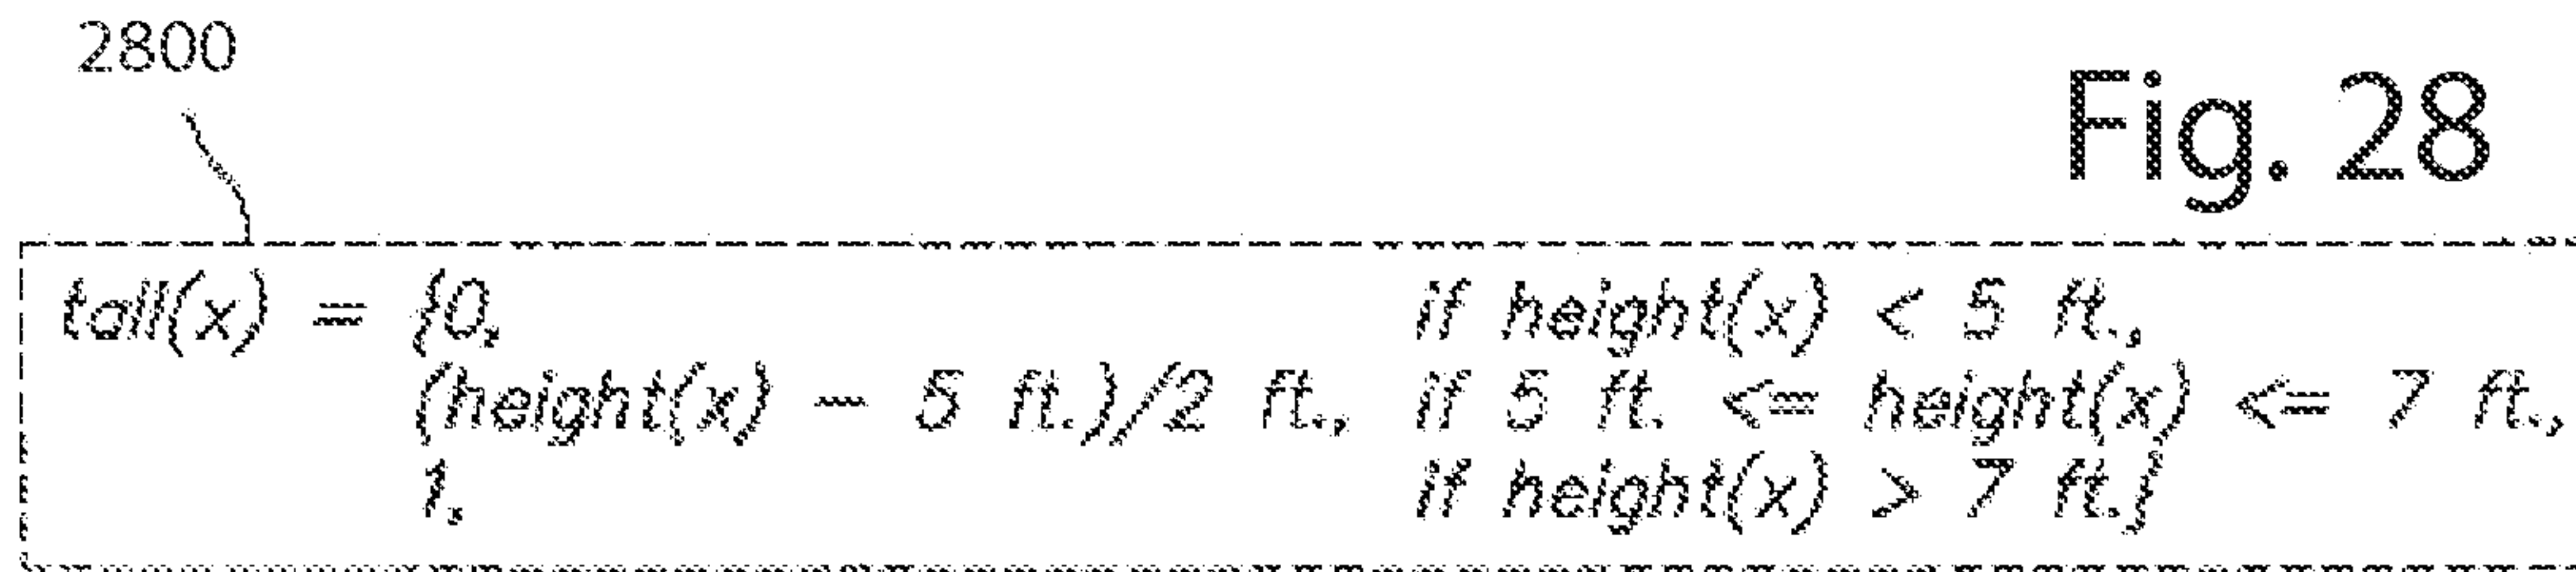 2800
Fig. 28
tall(x) = {0, if height(x) < 5 ft.,
(height(x) − 5 ft.)/2 ft., if 5 ft. <= height(x) <= 7 ft.,
1, if height(x) > 7 ft.}